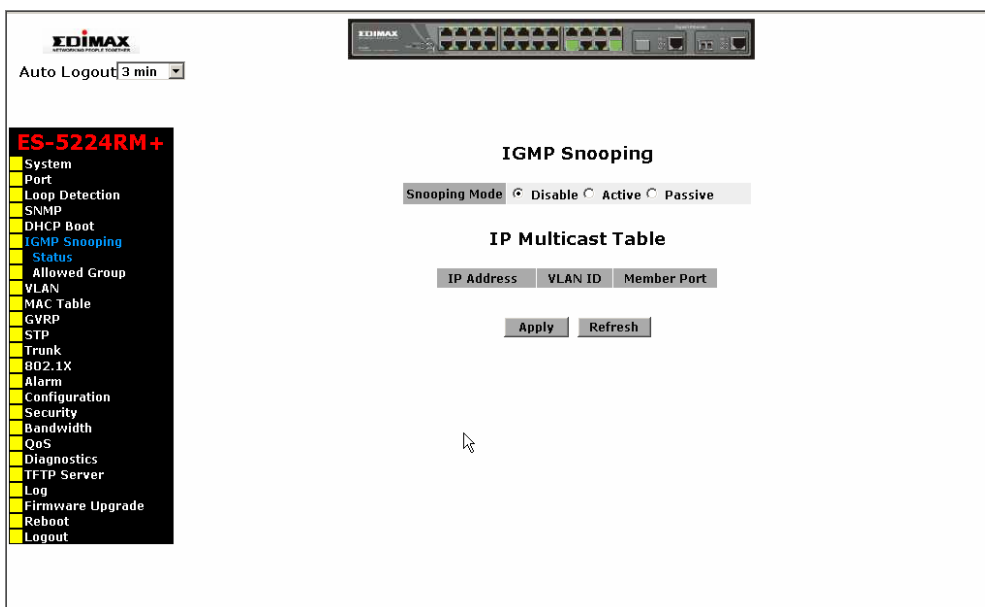 EDIMAX
NETWORKING PEOPLE TOGETHER
EDIMAX
Auto Logout 3 min
ES-5224RM+
System
Port
Loop Detection
SNMP
DHCP Boot
IGMP Snooping
Status
Allowed Group
VLAN
MAC Table
GVRP
STP
Trunk
802.1X
Alarm
Configuration
Security
Bandwidth
QoS
Diagnostics
TFTP Server
Log
Firmware Upgrade
Reboot
Logout
IGMP Snooping
Snooping Mode Disable Active Passive
IP Multicast Table
IP Address VLAN ID Member Port
Apply Refresh